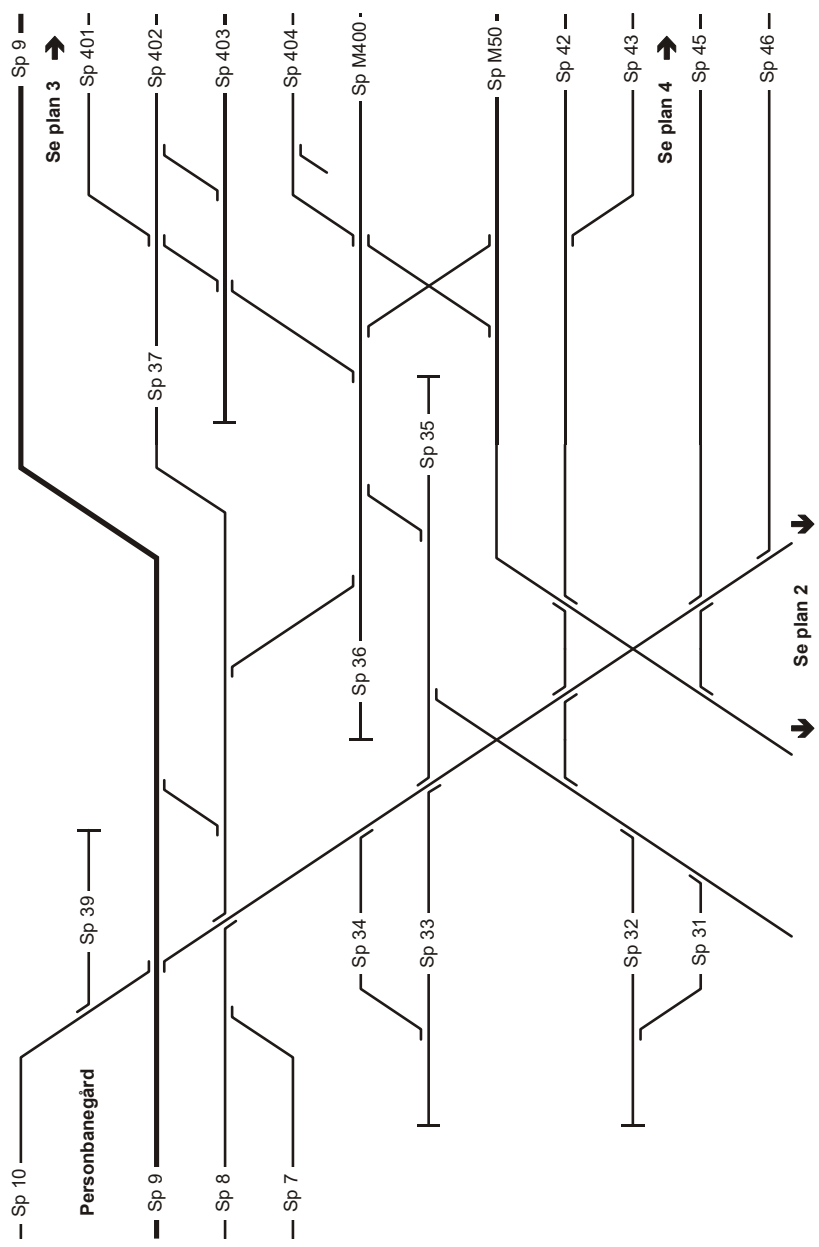 Sp 10
Personbanegård
Sp 9
Sp 8
Sp 7
Sp 39
Sp 34
Sp 33
Sp 32
Sp 31
Sp 36
Sp 35
Sp 37
Se plan 2
Sp 9
Se plan 3
Sp 401
Sp 402
Sp 403
Sp 404
Sp M400
Sp M50
Sp 42
Sp 43
Se plan 4
Sp 45
Sp 46